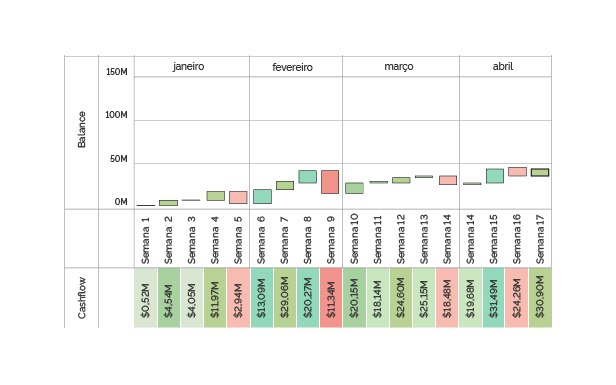 janeiro fevereiro março abril
150M
100M
50M
0M
Balance
Semana 1 Semana 2 Semana 3 Semana 4 Semana 5 Semana 6 Semana 7 Semana 8 Semana 9 Semana10 Semana11 Semana12 Semana13 Semana14 Semana14 Semana15 Semana16 Semana17
Cashflow
$0,52M $4,54M $4,05M $11,97M $2,94M $13,09M $29,06M $20,27M $11,34M $20,15M $18,14M $24,60M $25,15M $18,48M $19,68M $31,49M $24,26M $30,90M